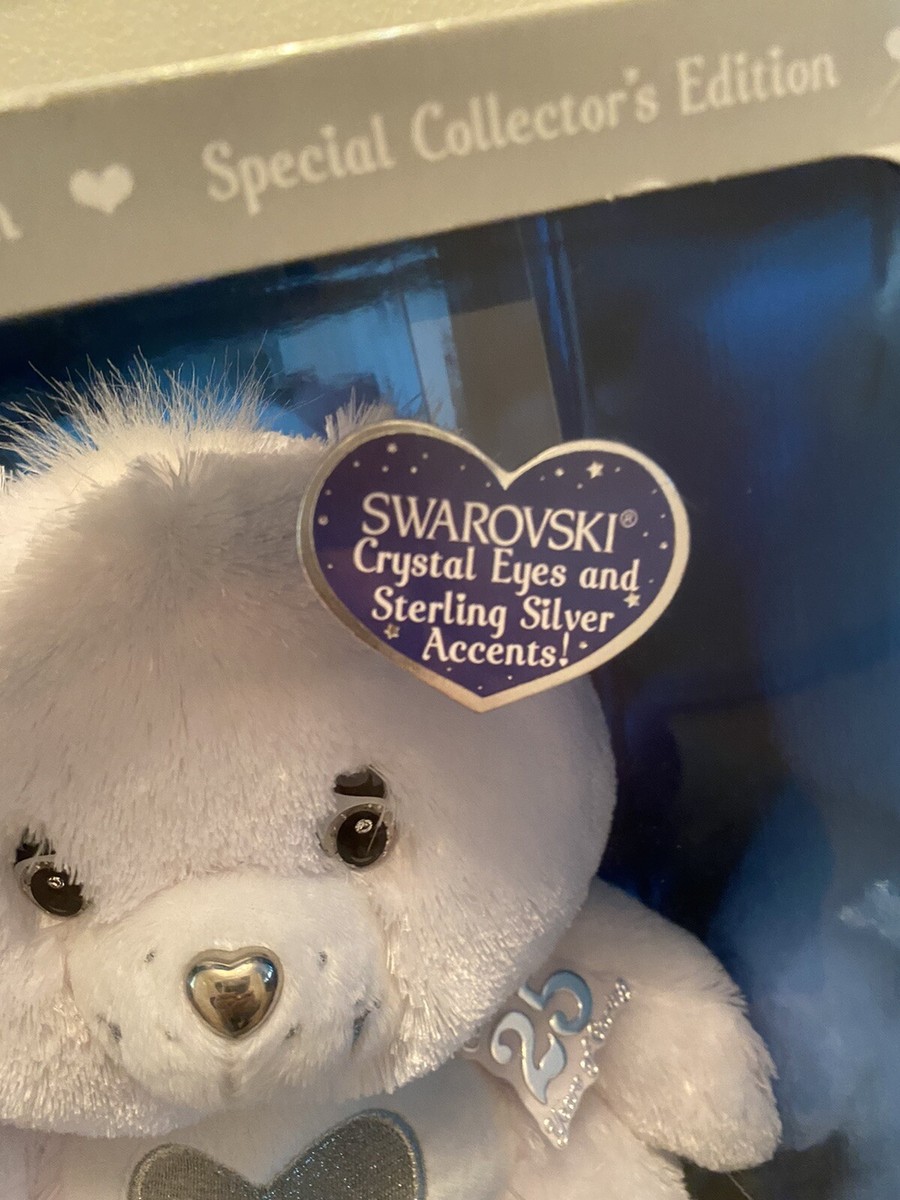 Special Collector's Edition
SWAROVSKI®
Crystal Eyes and
Sterling Silver
Accents!
25